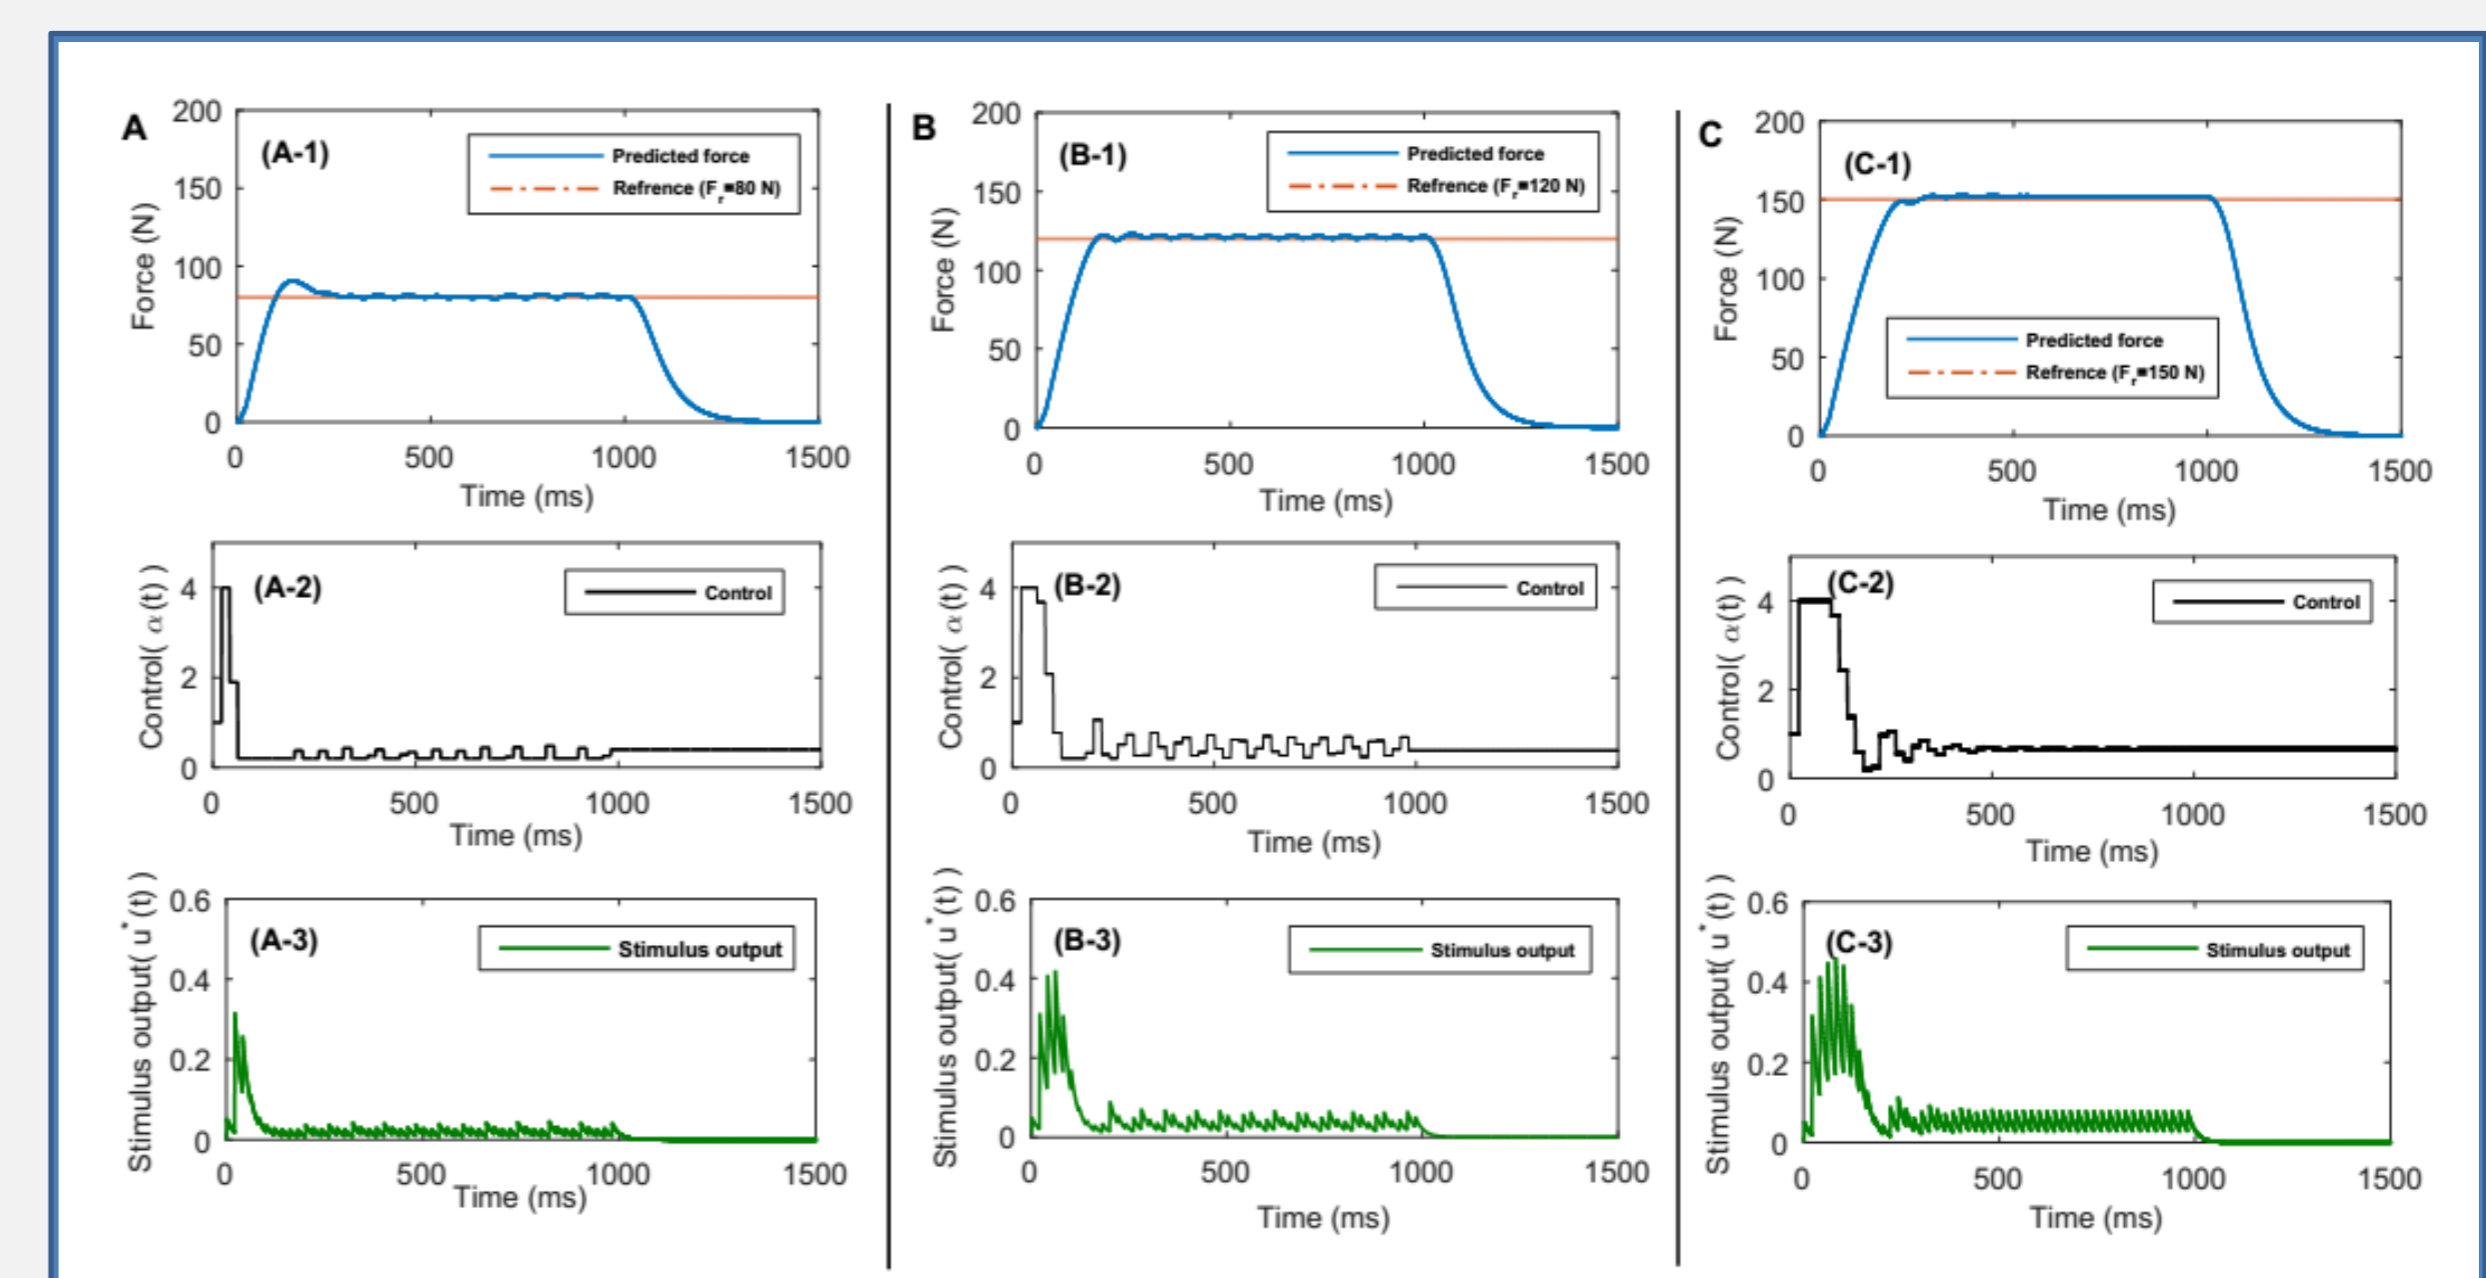 A
(A-1)
Force (N)
200
150
100
50
0
Predicted force
Refrence (Fr=80 N)
0 500 1000 1500
Time (ms)
B
(B-1)
Force (N)
200
150
100
50
0
Predicted force
Refrence (Fr=120 N)
0 500 1000 1500
Time (ms)
C
(C-1)
Force (N)
200
150
100
50
0
Predicted force
Refrence (Fr=150 N)
0 500 1000 1500
Time (ms)
(A-2)
Control( α(t) )
4
2
0
Control
0 500 1000 1500
Time (ms)
(B-2)
Control( α(t) )
4
2
0
Control
0 500 1000 1500
Time (ms)
(C-2)
Control( α(t) )
4
2
0
Control
0 500 1000 1500
Time (ms)
(A-3)
Stimulus output( u*(t) )
0.6
0.4
0.2
0
Stimulus output
0 500 1000 1500
Time (ms)
(B-3)
Stimulus output( u*(t) )
0.6
0.4
0.2
0
Stimulus output
0 500 1000 1500
Time (ms)
(C-3)
Stimulus output( u*(t) )
0.6
0.4
0.2
0
Stimulus output
0 500 1000 1500
Time (ms)